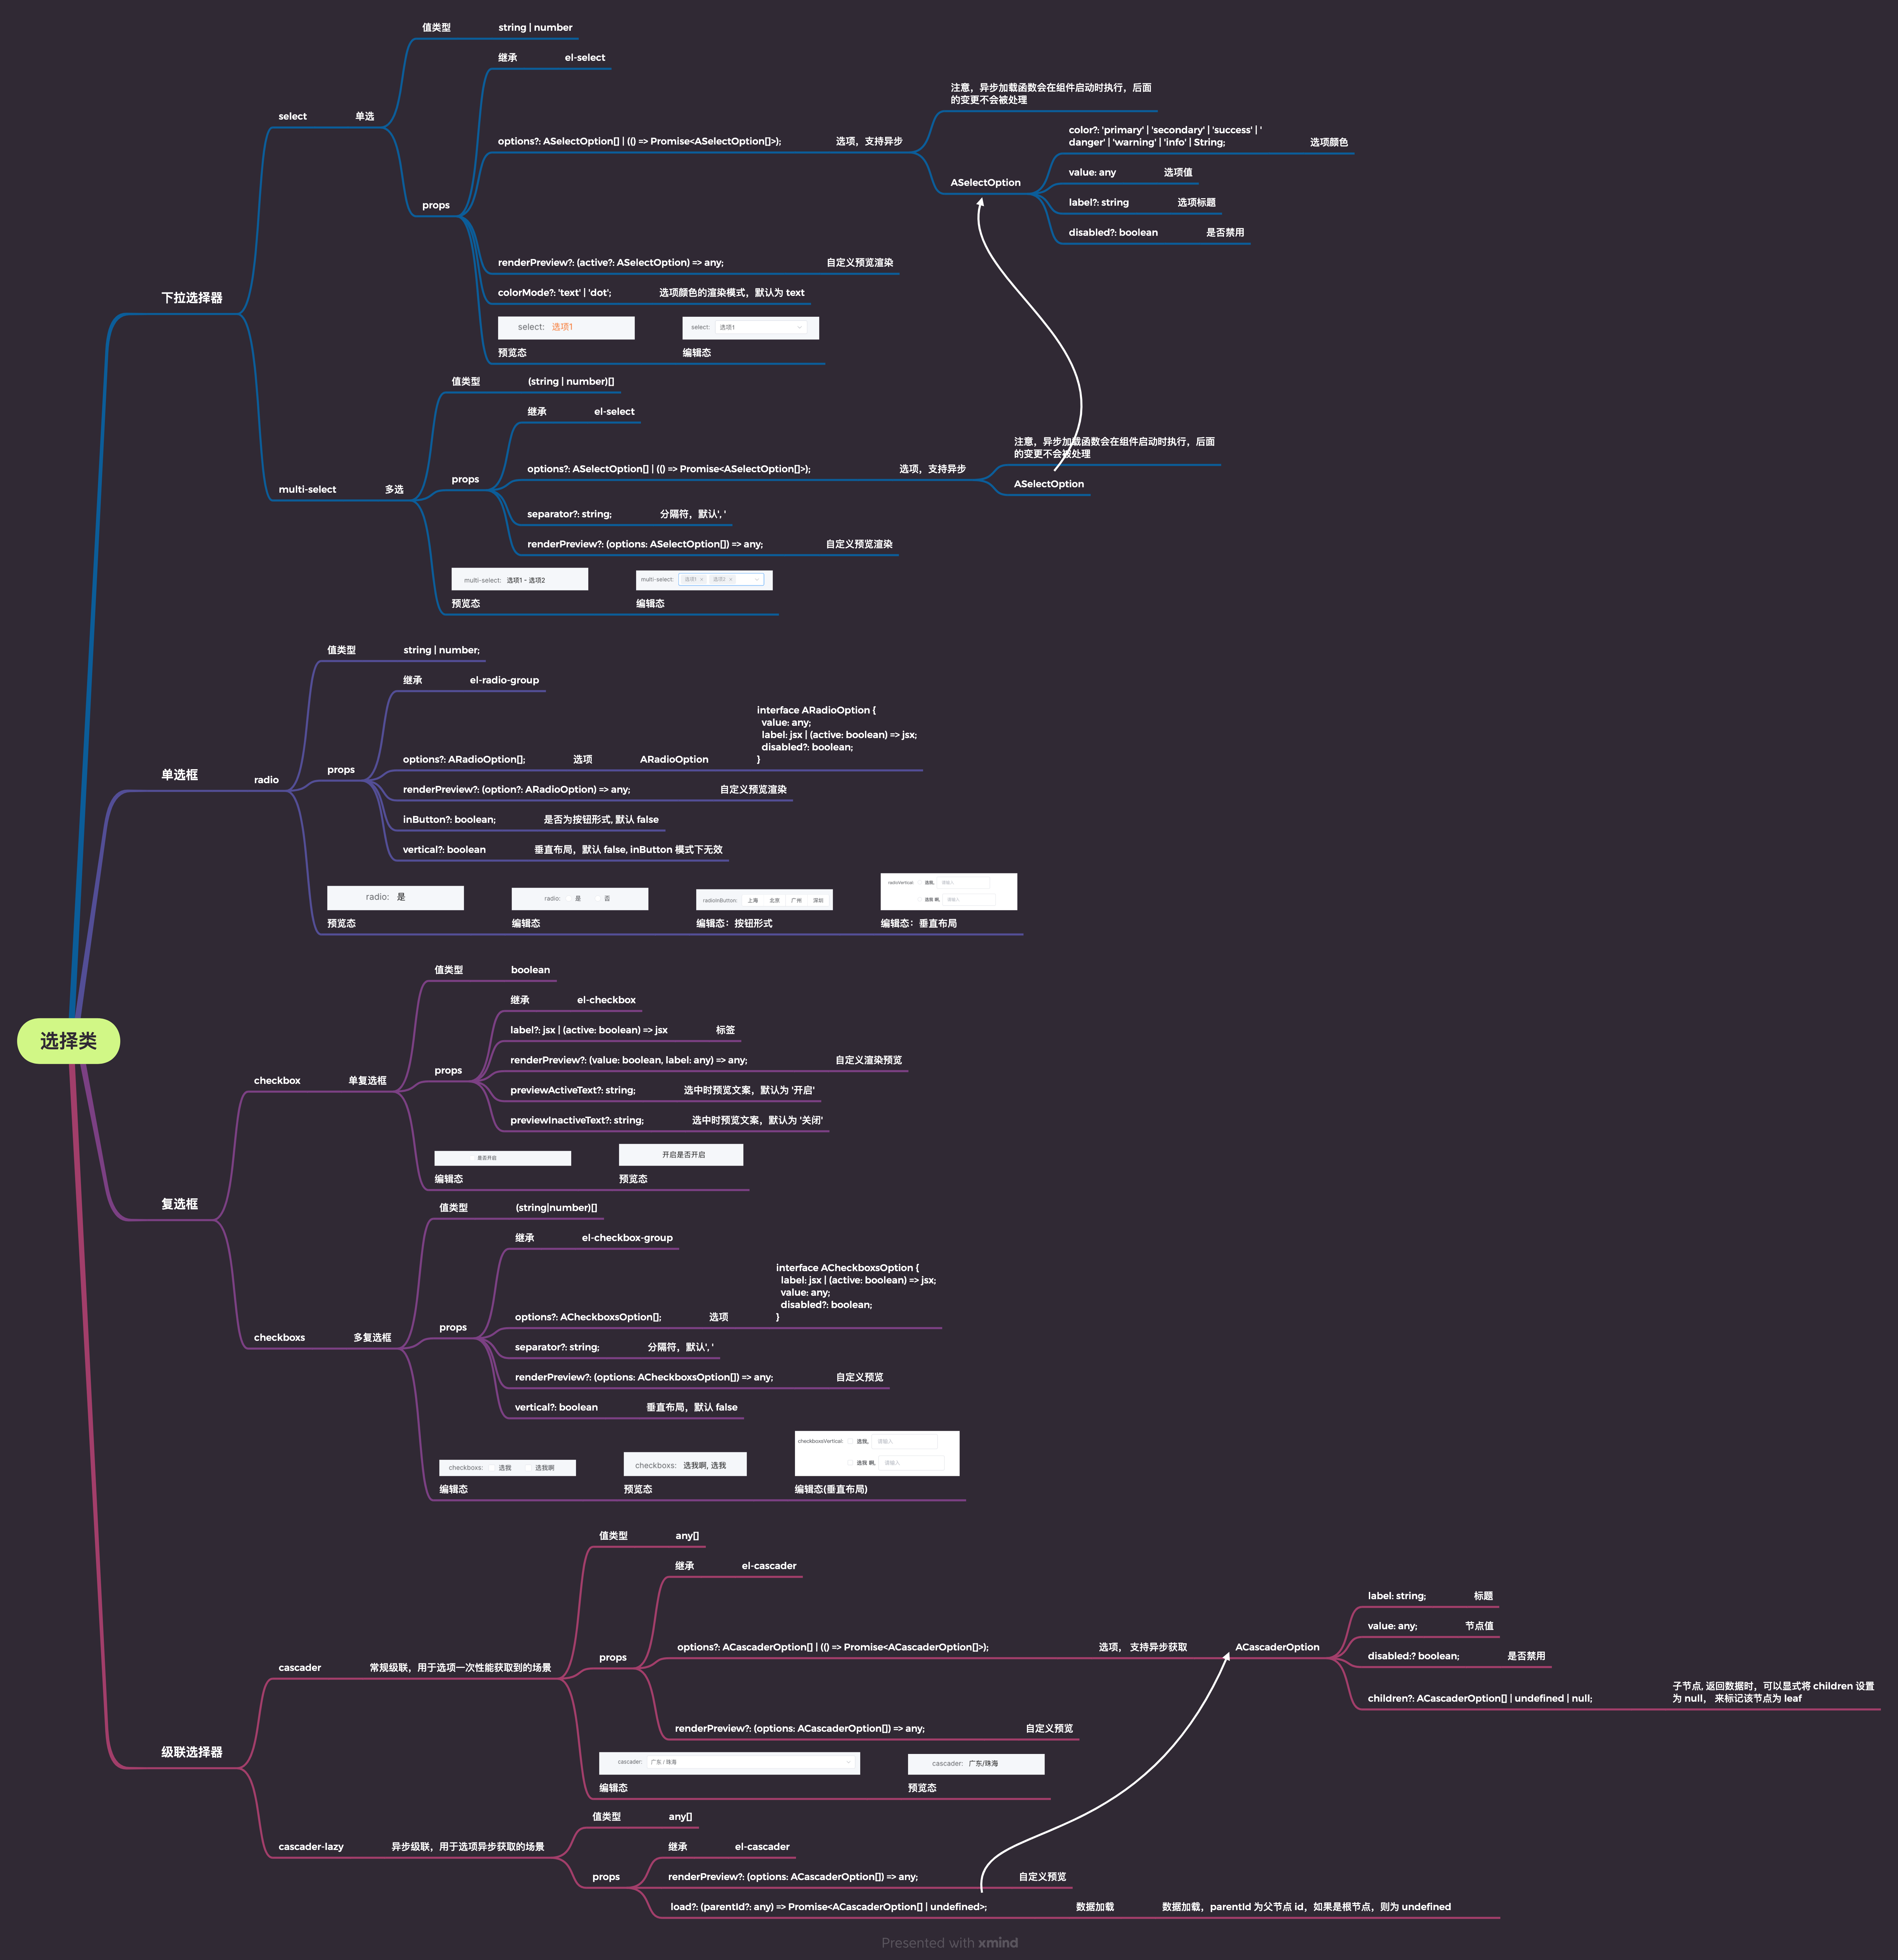 选择类
下拉选择器
select
单选
值类型
string | number
props
继承
el-select
options?: ASelectOption[] | (() => Promise<ASelectOption[]>);
选项，支持异步
注意，异步加载函数会在组件启动时执行，后面
的变更不会被处理
ASelectOption
color?: 'primary' | 'secondary' | 'success' | '
danger' | 'warning' | 'info' | String;
选项颜色
value: any
选项值
label?: string
选项标题
disabled?: boolean
是否禁用
renderPreview?: (active?: ASelectOption) => any;
自定义预览渲染
colorMode?: 'text' | 'dot';
选项颜色的渲染模式，默认为 text
select: 选项1
预览态
select: 选项1
编辑态
multi-select
多选
值类型
(string | number)[]
props
继承
el-select
options?: ASelectOption[] | (() => Promise<ASelectOption[]>);
选项，支持异步
注意，异步加载函数会在组件启动时执行，后面
的变更不会被处理
ASelectOption
separator?: string;
分隔符，默认', '
renderPreview?: (options: ASelectOption[]) => any;
自定义预览渲染
multi-select: 选项1 - 选项2
预览态
multi-select: 选项1 × 选项2 ×
编辑态
单选框
radio
值类型
string | number;
props
继承
el-radio-group
options?: ARadioOption[];
选项
ARadioOption
interface ARadioOption {
value: any;
label: jsx | (active: boolean) => jsx;
disabled?: boolean;
}
renderPreview?: (option?: ARadioOption) => any;
自定义预览渲染
inButton?: boolean;
是否为按钮形式, 默认 false
vertical?: boolean
垂直布局，默认 false, inButton 模式下无效
radio: 是
预览态
radio: 是 否
编辑态
radioInButton: 上海 北京 广州 深圳
编辑态：按钮形式
radioVertical: 选我, 请输入
选我 啊, 请输入
编辑态：垂直布局
复选框
checkbox
单复选框
值类型
boolean
props
继承
el-checkbox
label?: jsx | (active: boolean) => jsx
标签
renderPreview?: (value: boolean, label: any) => any;
自定义渲染预览
previewActiveText?: string;
选中时预览文案，默认为 '开启'
previewInactiveText?: string;
选中时预览文案，默认为 '关闭'
是否开启
编辑态
开启是否开启
预览态
checkboxs
多复选框
值类型
(string|number)[]
props
继承
el-checkbox-group
options?: ACheckboxsOption[];
选项
interface ACheckboxsOption {
label: jsx | (active: boolean) => jsx;
value: any;
disabled?: boolean;
}
separator?: string;
分隔符，默认', '
renderPreview?: (options: ACheckboxsOption[]) => any;
自定义预览
vertical?: boolean
垂直布局，默认 false
checkboxs: 选我 选我啊
编辑态
checkboxs: 选我啊, 选我
预览态
checkboxsVertical: 选我, 请输入
选我 啊, 请输入
编辑态(垂直布局)
级联选择器
cascader
常规级联，用于选项一次性能获取到的场景
值类型
any[]
props
继承
el-cascader
options?: ACascaderOption[] | (() => Promise<ACascaderOption[]>);
选项， 支持异步获取
ACascaderOption
label: string;
标题
value: any;
节点值
disabled:? boolean;
是否禁用
children?: ACascaderOption[] | undefined | null;
子节点, 返回数据时，可以显式将 children 设置
为 null， 来标记该节点为 leaf
renderPreview?: (options: ACascaderOption[]) => any;
自定义预览
cascader: 广东 / 珠海
编辑态
cascader: 广东/珠海
预览态
cascader-lazy
异步级联，用于选项异步获取的场景
值类型
any[]
props
继承
el-cascader
renderPreview?: (options: ACascaderOption[]) => any;
自定义预览
load?: (parentId?: any) => Promise<ACascaderOption[] | undefined>;
数据加载
数据加载，parentId 为父节点 id，如果是根节点，则为 undefined
Presented with xmind